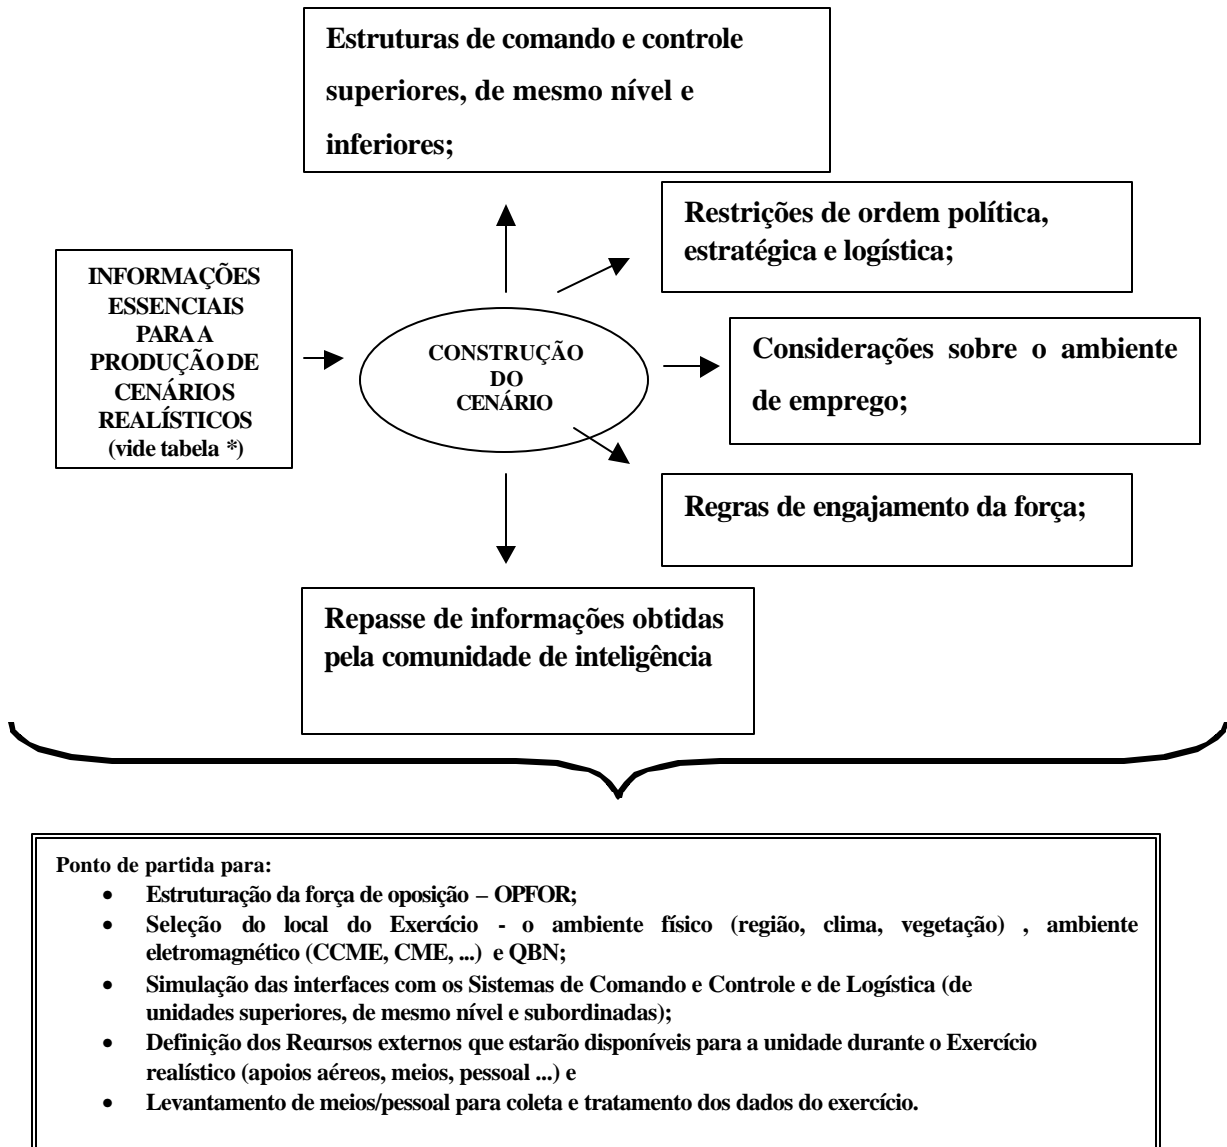 Estruturas de comando e controle
superiores, de mesmo nível e
inferiores;
Restrições de ordem política,
estratégica e logística;
INFORMAÇÕES
ESSENCIAIS
PARA A
PRODUÇÃO DE
CENÁRIOS
REALÍSTICOS
(vide tabela *)
CONSTRUÇÃO
DO
CENÁRIO
Considerações sobre o ambiente
de emprego;
Regras de engajamento da força;
Repasse de informações obtidas
pela comunidade de inteligência
Ponto de partida para:
• Estruturação da força de oposição – OPFOR;
• Seleção do local do Exercício - o ambiente físico (região, clima, vegetação) , ambiente
eletromagnético (CCME, CME, ...) e QBN;
• Simulação das interfaces com os Sistemas de Comando e Controle e de Logística (de
unidades superiores, de mesmo nível e subordinadas);
• Definição dos Recursos externos que estarão disponíveis para a unidade durante o Exercício
realístico (apoios aéreos, meios, pessoal ...) e
• Levantamento de meios/pessoal para coleta e tratamento dos dados do exercício.